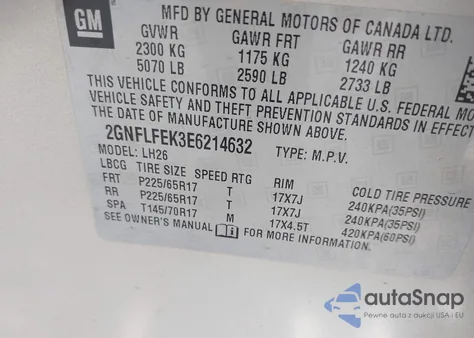 GM
MFD BY GENERAL MOTORS OF CANADA LTD.
GVWR GAWR FRT GAWR RR
2300 KG 1175 KG 1240 KG
5070 LB 2590 LB 2733 LB
THIS VEHICLE CONFORMS TO ALL APPLICABLE U.S. FEDERAL MOTOR
VEHICLE SAFETY AND THEFT PREVENTION STANDARDS IN
THE DATE OF MANUFACTURE SHOWN ABOVE.
2GNFLFEK3E6214632 TYPE: M.P.V.
MODEL: LH26
LBCG TIRE SIZE SPEED RTG RIM COLD TIRE PRESSURE
FRT P225/65R17 T 17X7J 240KPA(35PSI)
RR P225/65R17 T 17X7J 240KPA(35PSI)
SPA T145/70R17 M 17X4.5T 420KPA(60PSI)
SEE OWNER'S MANUAL FOR MORE INFORMATION.
autoSnap
Pewne auta z aukcji USA i EU